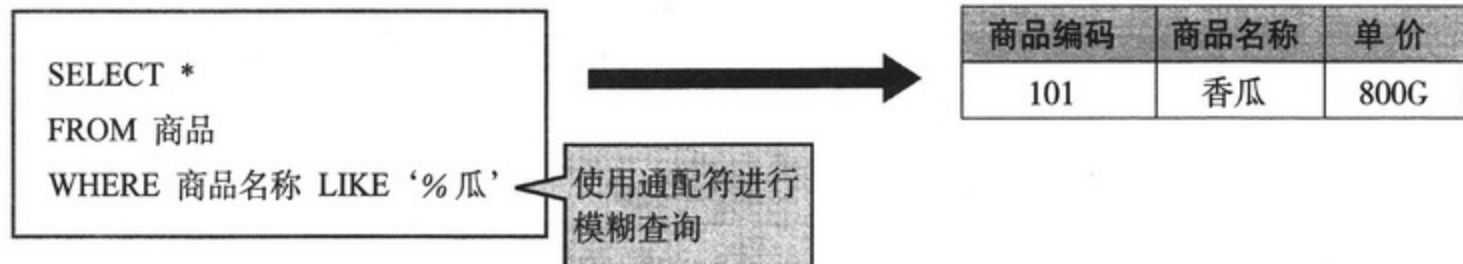 SELECT *
FROM 商品
WHERE 商品名称 LIKE ‘%瓜’
使用通配符进行
模糊查询
商品编码 商品名称 单 价
101 香瓜 800G